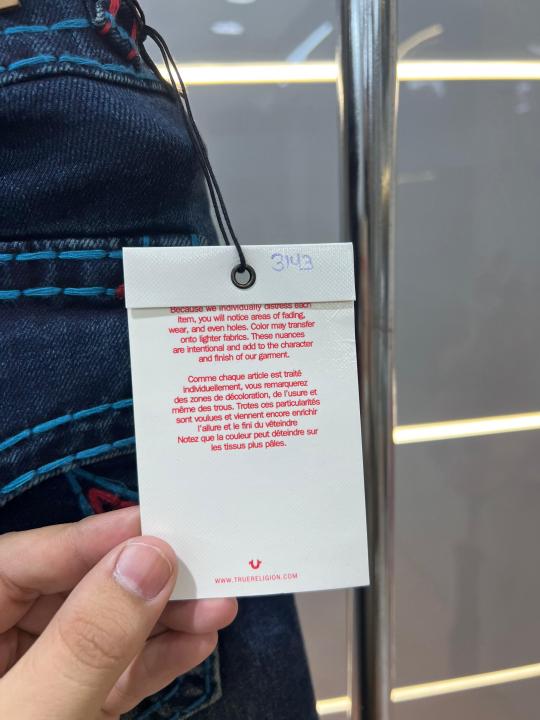 3143
Because we individually distress each
item, you will notice areas of fading,
wear, and even holes. Color may transfer
onto lighter fabrics. These nuances
are intentional and add to the character
and finish of our garment.
Comme chaque article est traité
individuellement, vous remarquerez
des zones de décoloration, de l'usure et
même des trous. Trotes ces particularités
sont voulues et viennent encore enrichir
l'allure et le fini du vêteindre
Notez que la couleur peut déteindre sur
les tissus plus pâles.
WWW.TRUERELIGION.COM